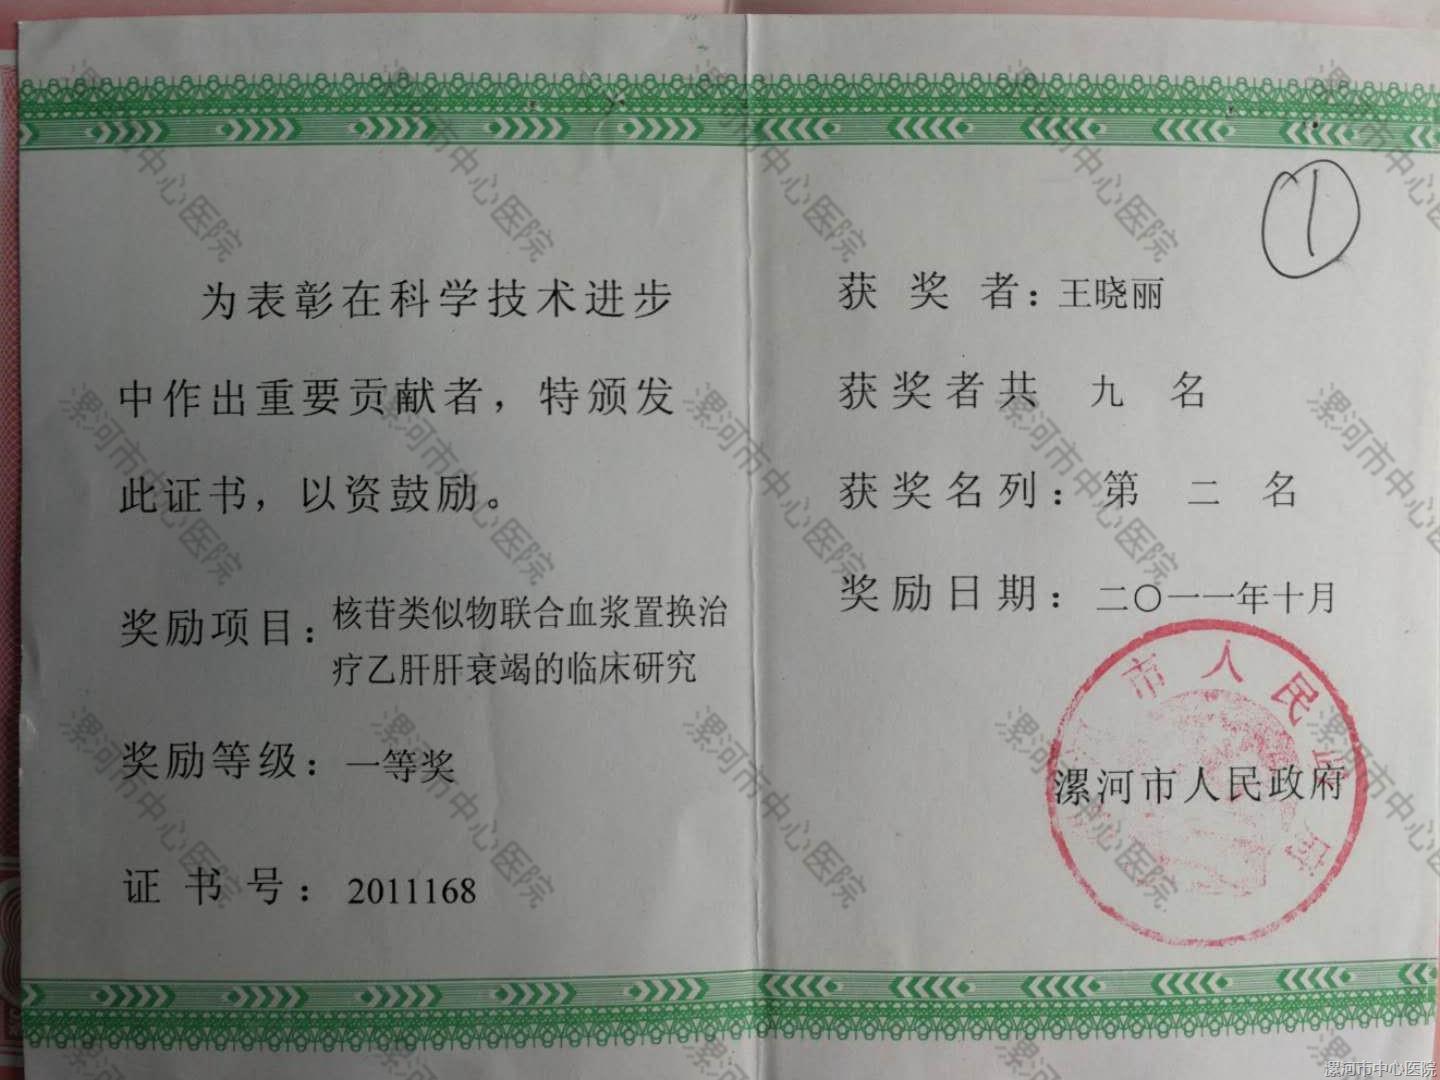 为表彰在科学技术进步
中作出重要贡献者，特颁发
此证书，以资鼓励。
奖励项目：核苷类似物联合血浆置换治
疗乙肝肝衰竭的临床研究
奖励等级：一等奖
证书号：2011168
①
获奖者：王晓丽
获奖者共 九 名
获奖名列：第 二 名
奖励日期：二〇一一年十月
漯河市人民政府
市人民政府
漯河市中心医院